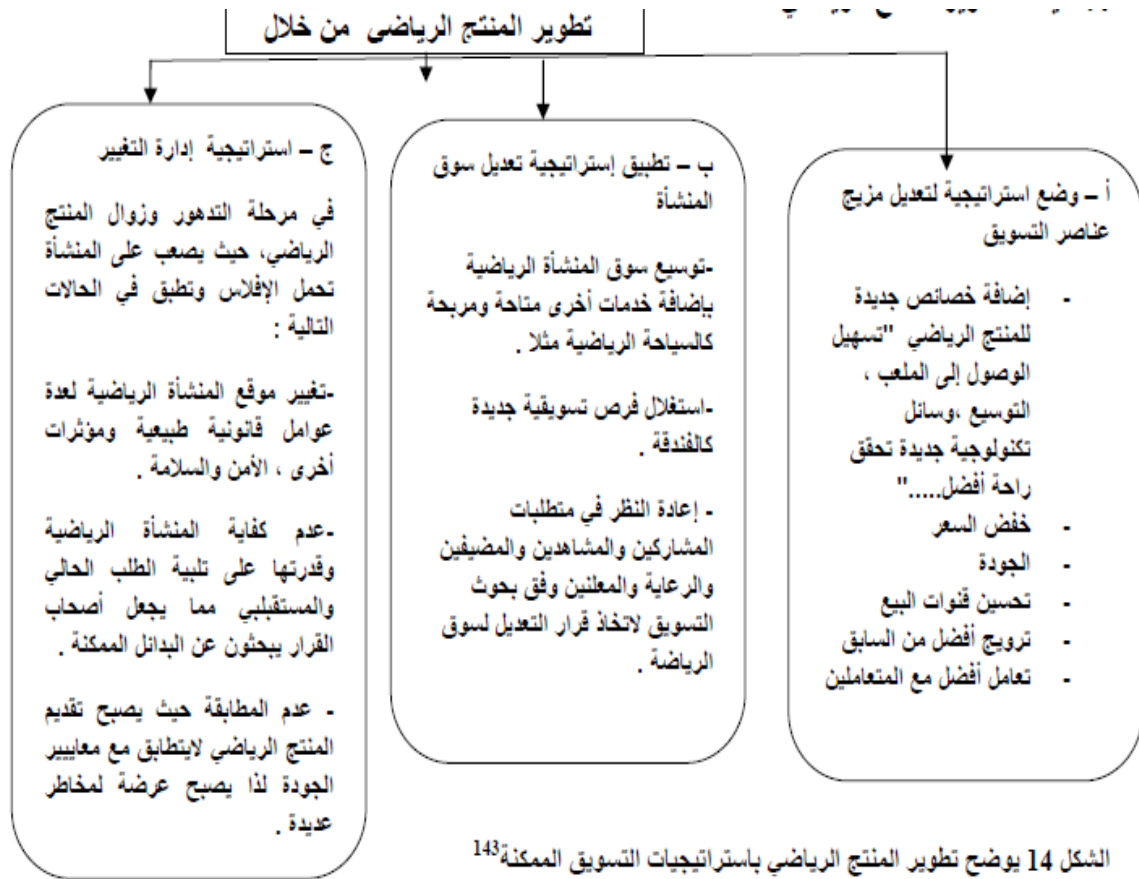 تطوير المنتج الرياضي من خلال
أ – وضع استراتيجية لتعديل مزيج
عناصر التسويق
- إضافة خصائص جديدة
للمنتج الرياضي "تسهيل
الوصول إلى الملعب ،
التوسيع ،وسائل
تكنولوجية جديدة تحقق
راحة أفضل....."
- خفض السعر
- الجودة
- تحسين قنوات البيع
- ترويج أفضل من السابق
- تعامل أفضل مع المتعاملين
ب – تطبيق إستراتيجية تعديل سوق
المنشأة
-توسيع سوق المنشأة الرياضية
بإضافة خدمات أخرى متاحة ومربحة
كالسياحة الرياضية مثلا .
-استغلال فرص تسويقية جديدة
كالفندقة .
- إعادة النظر في متطلبات
المشاركين والمشاهدين والمضيفين
والرعاية والمعلنين وفق بحوث
التسويق لاتخاذ قرار التعديل لسوق
الرياضة .
ج – استراتيجية إدارة التغيير
في مرحلة التدهور وزوال المنتج
الرياضي، حيث يصعب على المنشأة
تحمل الإفلاس وتطبق في الحالات
التالية :
-تغيير موقع المنشأة الرياضية لعدة
عوامل قانونية طبيعية ومؤثرات
أخرى ، الأمن والسلامة .
-عدم كفاية المنشأة الرياضية
وقدرتها على تلبية الطلب الحالي
والمستقبلبي مما يجعل أصحاب
القرار يبحثون عن البدائل الممكنة .
- عدم المطابقة حيث يصبح تقديم
المنتج الرياضي لايتطابق مع معاييير
الجودة لذا يصبح عرضة لمخاطر
عديدة .
الشكل 14 يوضح تطوير المنتج الرياضي باستراتيجيات التسويق الممكنة143